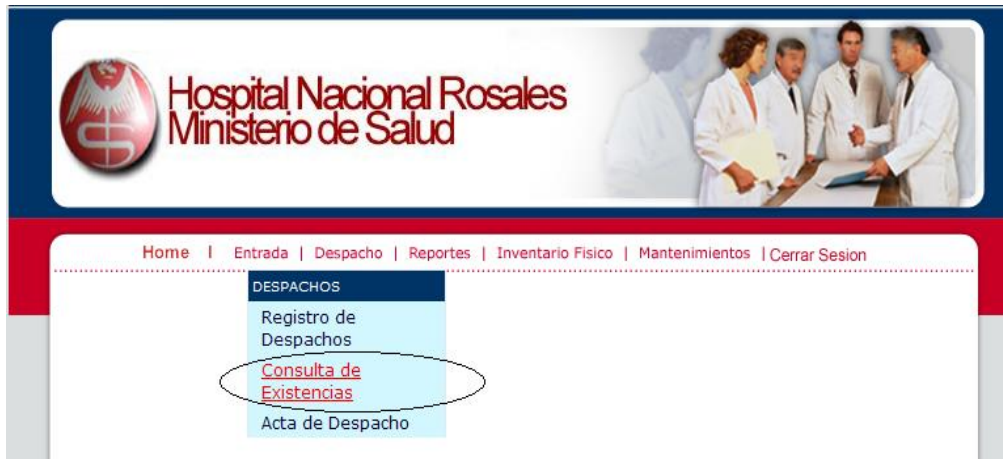 Hospital Nacional Rosales
Ministerio de Salud
Home | Entrada | Despacho | Reportes | Inventario Fisico | Mantenimientos | Cerrar Sesion
DESPACHOS
Registro de
Despachos
Consulta de
Existencias
Acta de Despacho